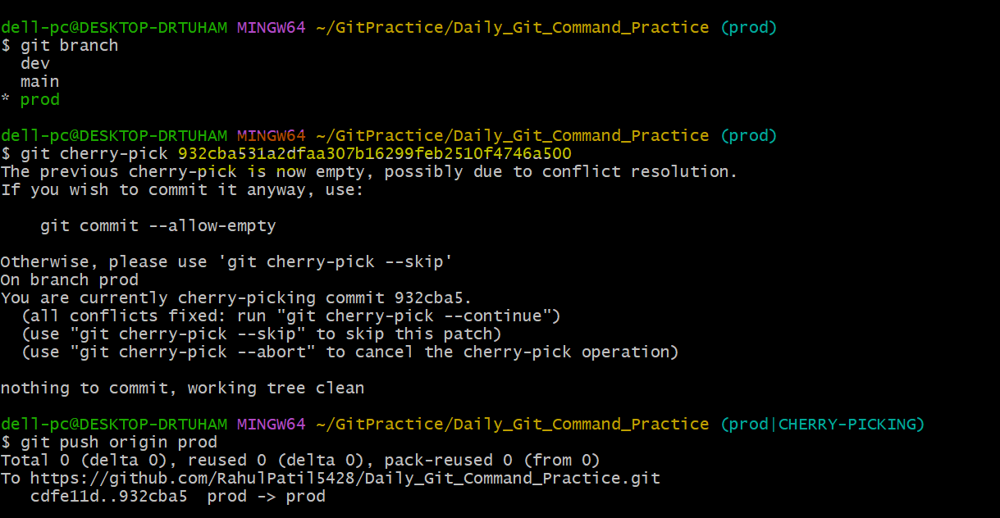 dell-pc@DESKTOP-DRTUHAM MINGW64 ~/GitPractice/Daily_Git_Command_Practice (prod)
$ git branch
  dev
  main
* prod
dell-pc@DESKTOP-DRTUHAM MINGW64 ~/GitPractice/Daily_Git_Command_Practice (prod)
$ git cherry-pick 932cba531a2dfaa307b16299feb2510f4746a500
The previous cherry-pick is now empty, possibly due to conflict resolution.
If you wish to commit it anyway, use:
    git commit --allow-empty
Otherwise, please use 'git cherry-pick --skip'
On branch prod
You are currently cherry-picking commit 932cba5.
  (all conflicts fixed: run "git cherry-pick --continue")
  (use "git cherry-pick --skip" to skip this patch)
  (use "git cherry-pick --abort" to cancel the cherry-pick operation)
nothing to commit, working tree clean
dell-pc@DESKTOP-DRTUHAM MINGW64 ~/GitPractice/Daily_Git_Command_Practice (prod|CHERRY-PICKING)
$ git push origin prod
Total 0 (delta 0), reused 0 (delta 0), pack-reused 0 (from 0)
To https://github.com/RahulPatil5428/Daily_Git_Command_Practice.git
   cdfe11d..932cba5  prod -> prod